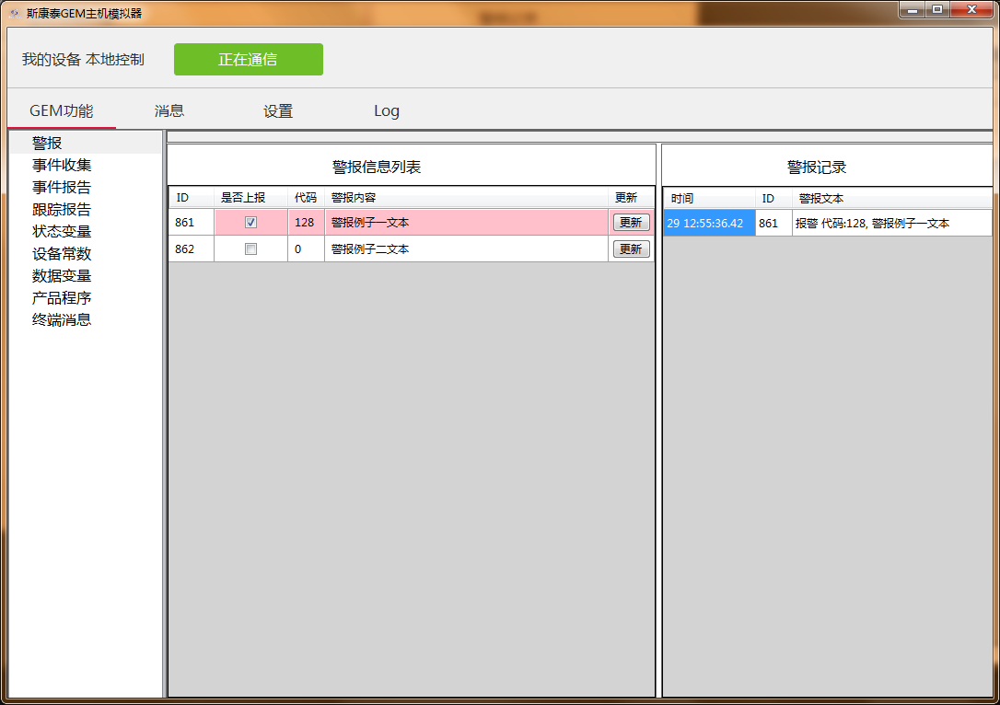 斯康泰GEM主机模拟器
我的设备 本地控制 正在通信
GEM功能 消息 设置 Log
警报
事件收集
事件报告
跟踪报告
状态变量
设备常数
数据变量
产品程序
终端消息
警报信息列表
ID 是否上报 代码 警报内容 更新
861 128 警报例子一文本 更新
862 0 警报例子二文本 更新
警报记录
时间 ID 警报文本
29 12:55:36.42 861 报警 代码:128, 警报例子一文本